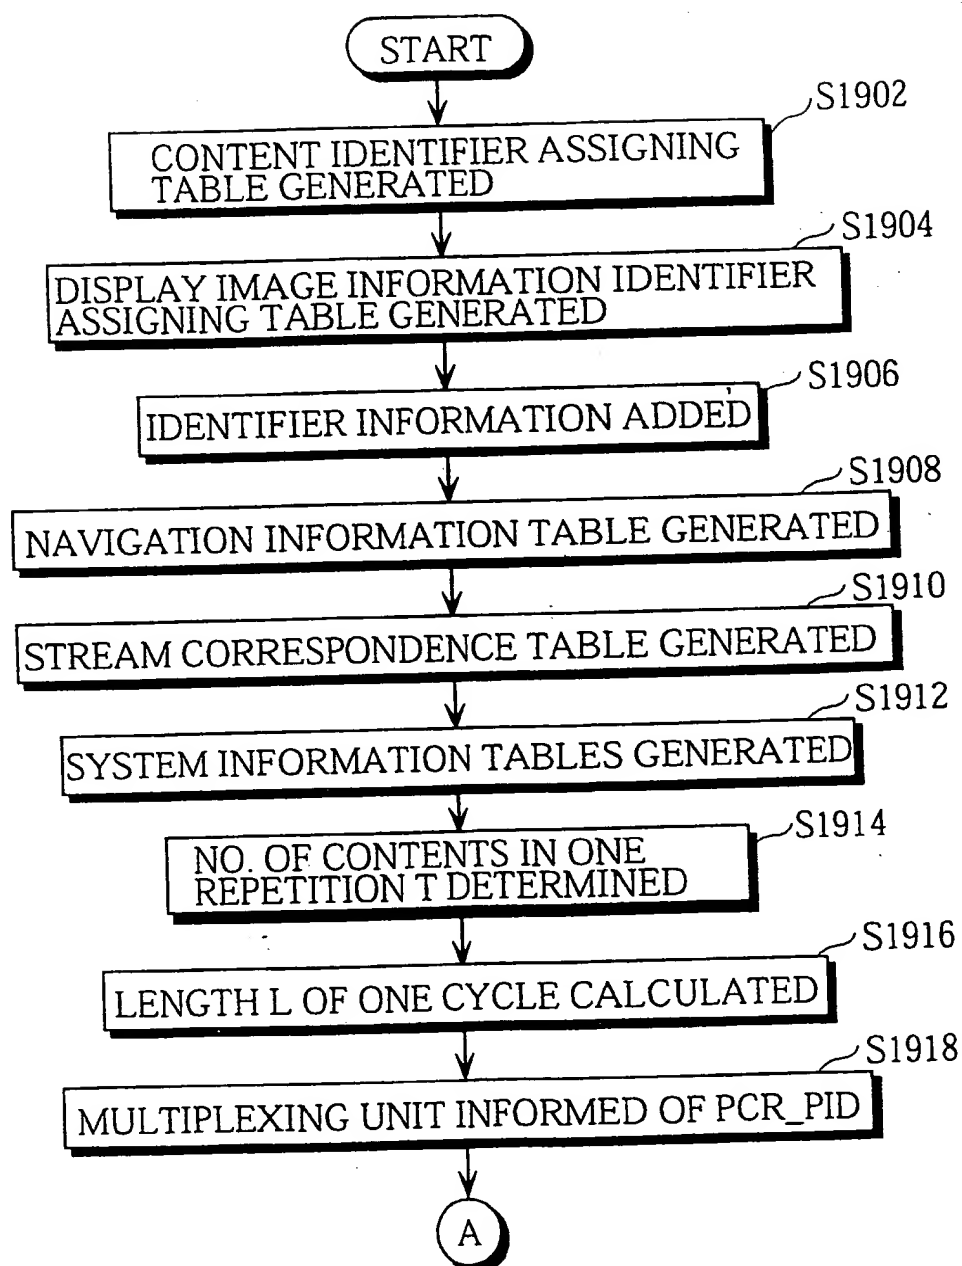 START
S1902
CONTENT IDENTIFIER ASSIGNING
TABLE GENERATED
S1904
DISPLAY IMAGE INFORMATION IDENTIFIER
ASSIGNING TABLE GENERATED
S1906
IDENTIFIER INFORMATION ADDED
S1908
NAVIGATION INFORMATION TABLE GENERATED
S1910
STREAM CORRESPONDENCE TABLE GENERATED
S1912
SYSTEM INFORMATION TABLES GENERATED
S1914
NO. OF CONTENTS IN ONE
REPETITION T DETERMINED
S1916
LENGTH L OF ONE CYCLE CALCULATED
S1918
MULTIPLEXING UNIT INFORMED OF PCR_PID
A